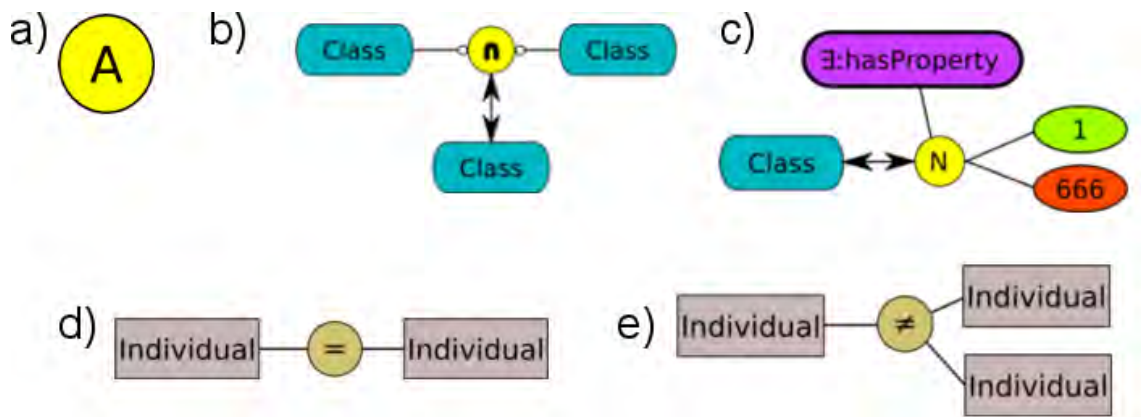 a) A
b) Class ∩ Class
Class
c) ∃:hasProperty
Class N 1
666
d) Individual = Individual
e) Individual ≠ Individual
Individual